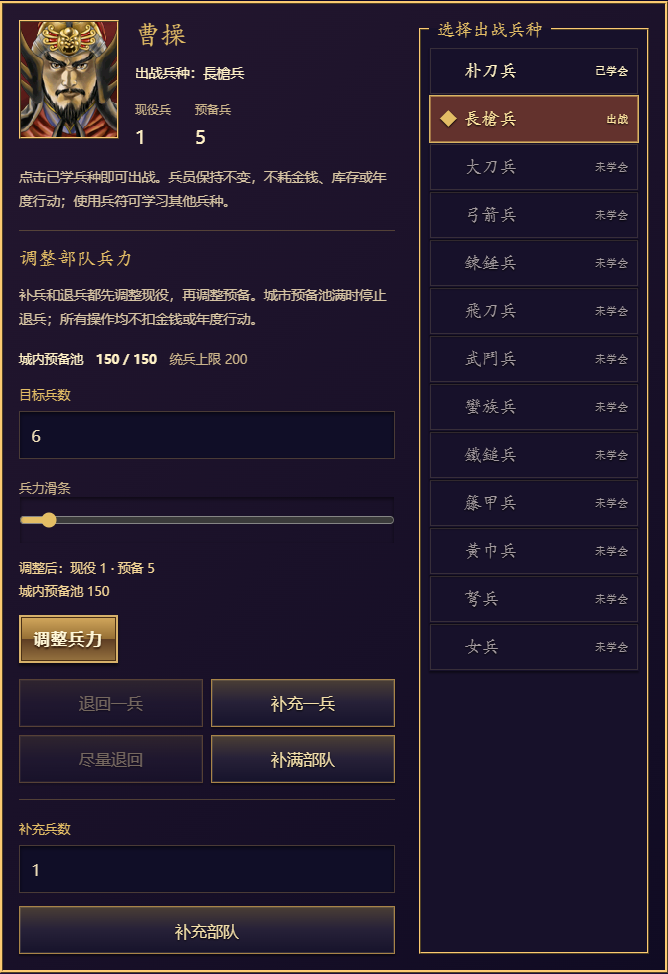 曹操
出战兵种：長槍兵
现役兵 预备兵
1 5
点击已学兵种即可出战。兵员保持不变，不耗金钱、库存或年
度行动；使用兵符可学习其他兵种。
调整部队兵力
补兵和退兵都先调整现役，再调整预备。城市预备池满时停止
退兵；所有操作均不扣金钱或年度行动。
城内预备池 150 / 150 统兵上限 200
目标兵数
6
兵力滑条
调整后：现役 1 · 预备 5
城内预备池 150
调整兵力
退回一兵 补充一兵
尽量退回 补满部队
补充兵数
1
补充部队
选择出战兵种
朴刀兵 已学会
長槍兵 出战
大刀兵 未学会
弓箭兵 未学会
鍊錘兵 未学会
飛刀兵 未学会
武鬥兵 未学会
蠻族兵 未学会
鐵鎚兵 未学会
籐甲兵 未学会
黃巾兵 未学会
弩兵 未学会
女兵 未学会